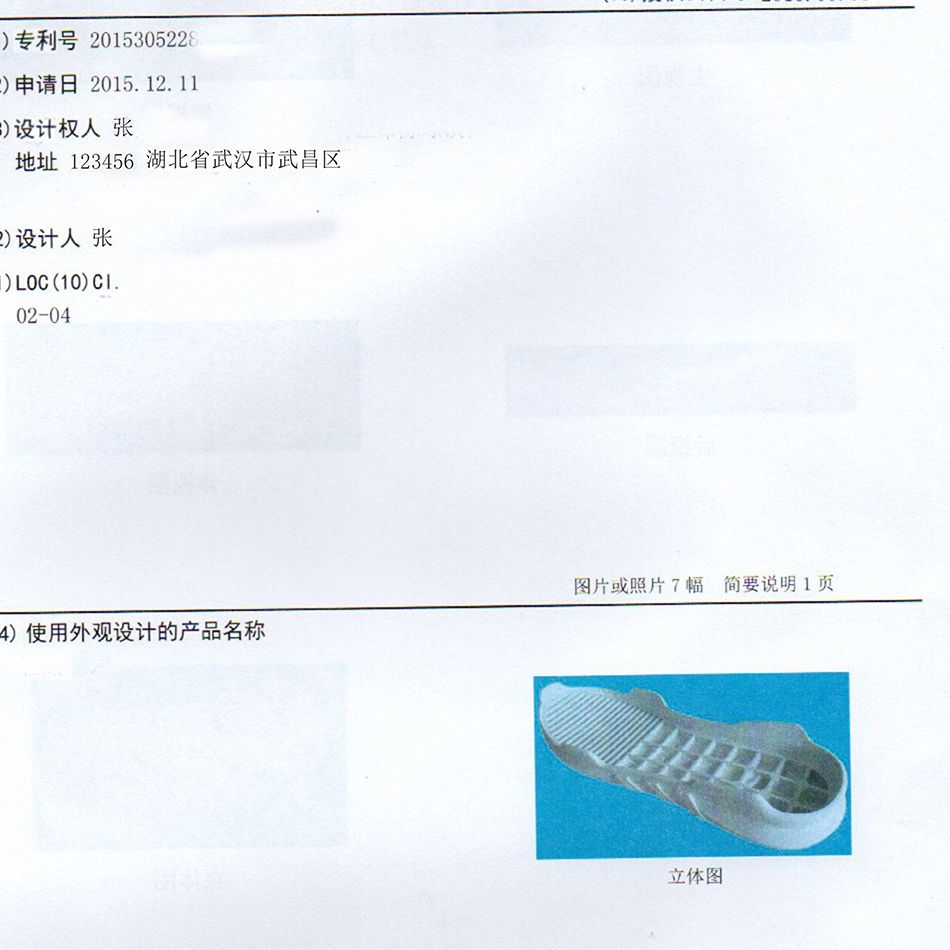 )专利号 2015305228
2)申请日 2015.12.11
3)设计权人 张
地址 123456 湖北省武汉市武昌区
2)设计人 张
1)LOC(10)Cl.
02-04
图片或照片 7 幅 简要说明 1 页
4) 使用外观设计的产品名称
立体图